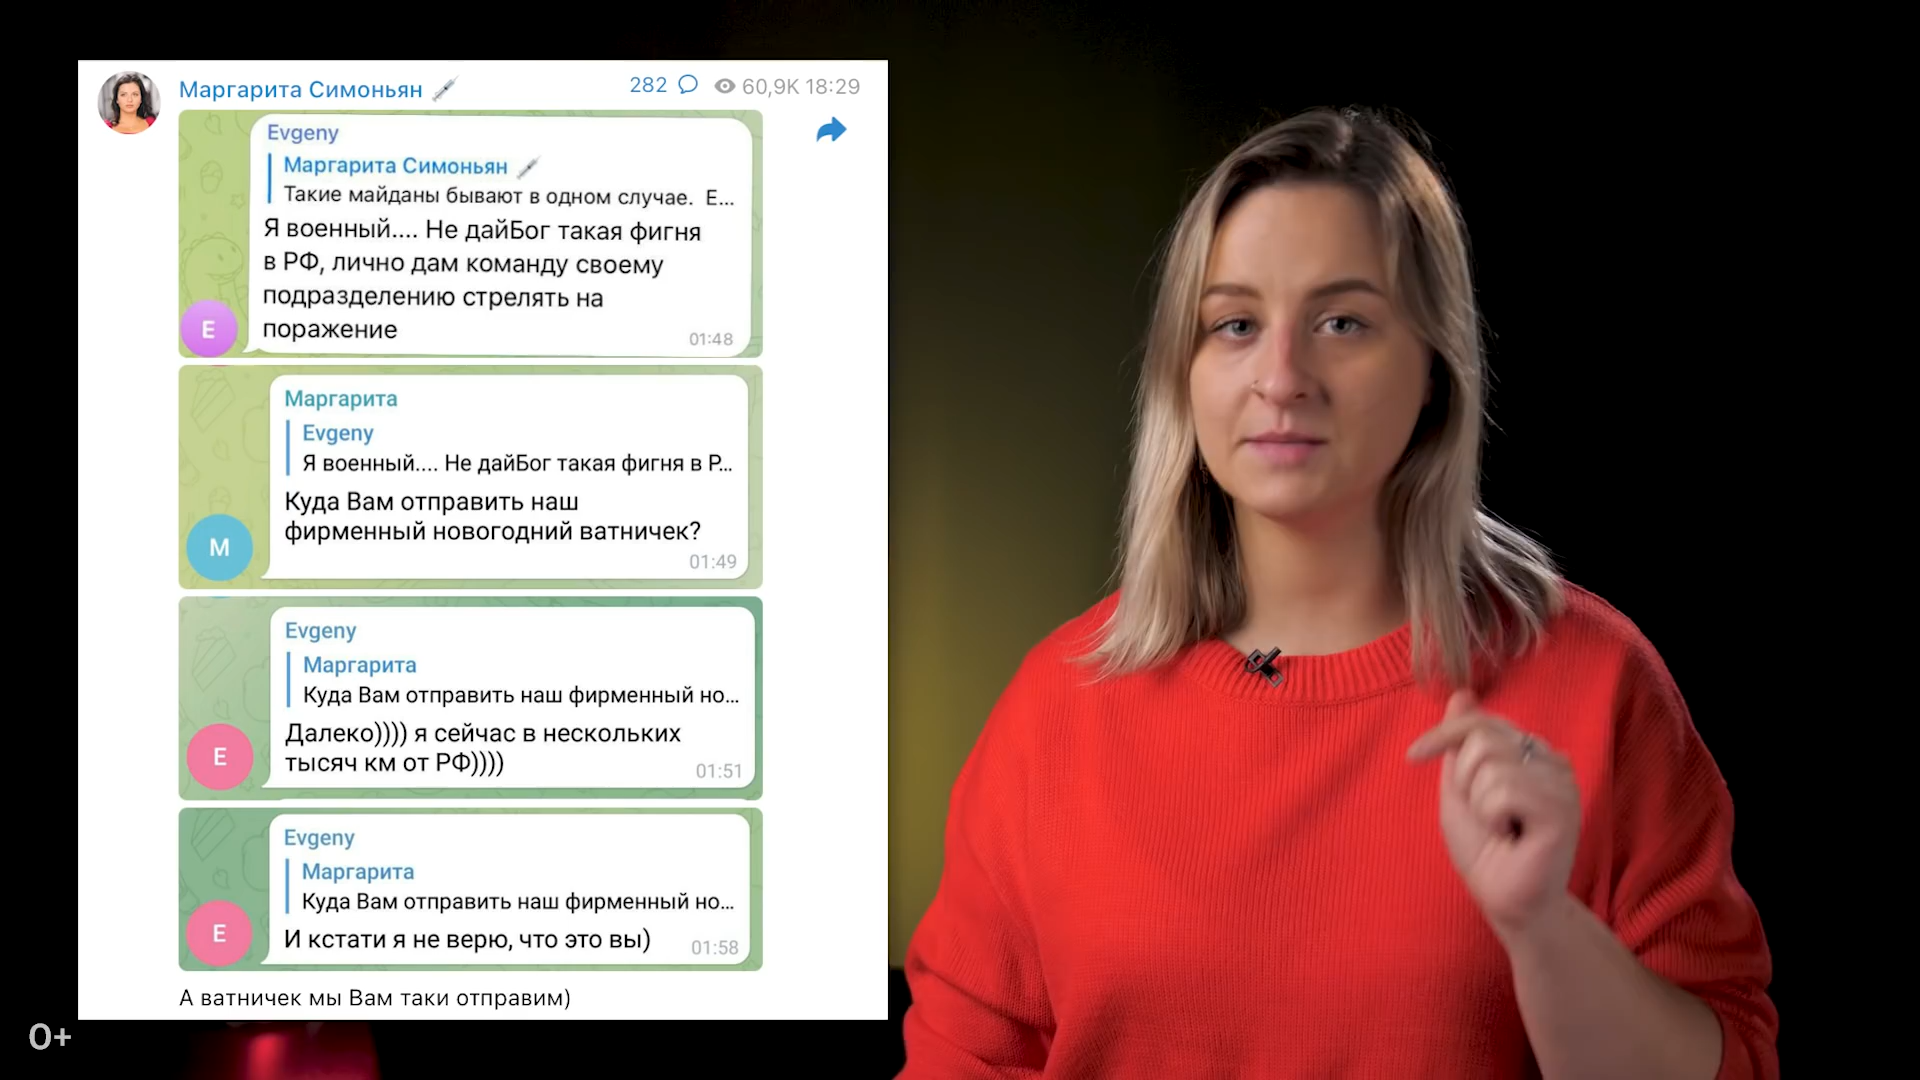 Маргарита Симоньян
282
60,9K 18:29
Evgeny
Маргарита Симоньян
Такие майданы бывают в одном случае. Е...
Я военный.... Не дайБог такая фигня
в РФ, лично дам команду своему
подразделению стрелять на
поражение
01:48
E
Маргарита
Evgeny
Я военный.... Не дайБог такая фигня в Р...
Куда Вам отправить наш
фирменный новогодний ватничек?
01:49
М
Evgeny
Маргарита
Куда Вам отправить наш фирменный но...
Далеко)))) я сейчас в нескольких
тысяч км от РФ))))
01:51
E
Evgeny
Маргарита
Куда Вам отправить наш фирменный но...
И кстати я не верю, что это вы)
01:58
E
А ватничек мы Вам таки отправим)
0+